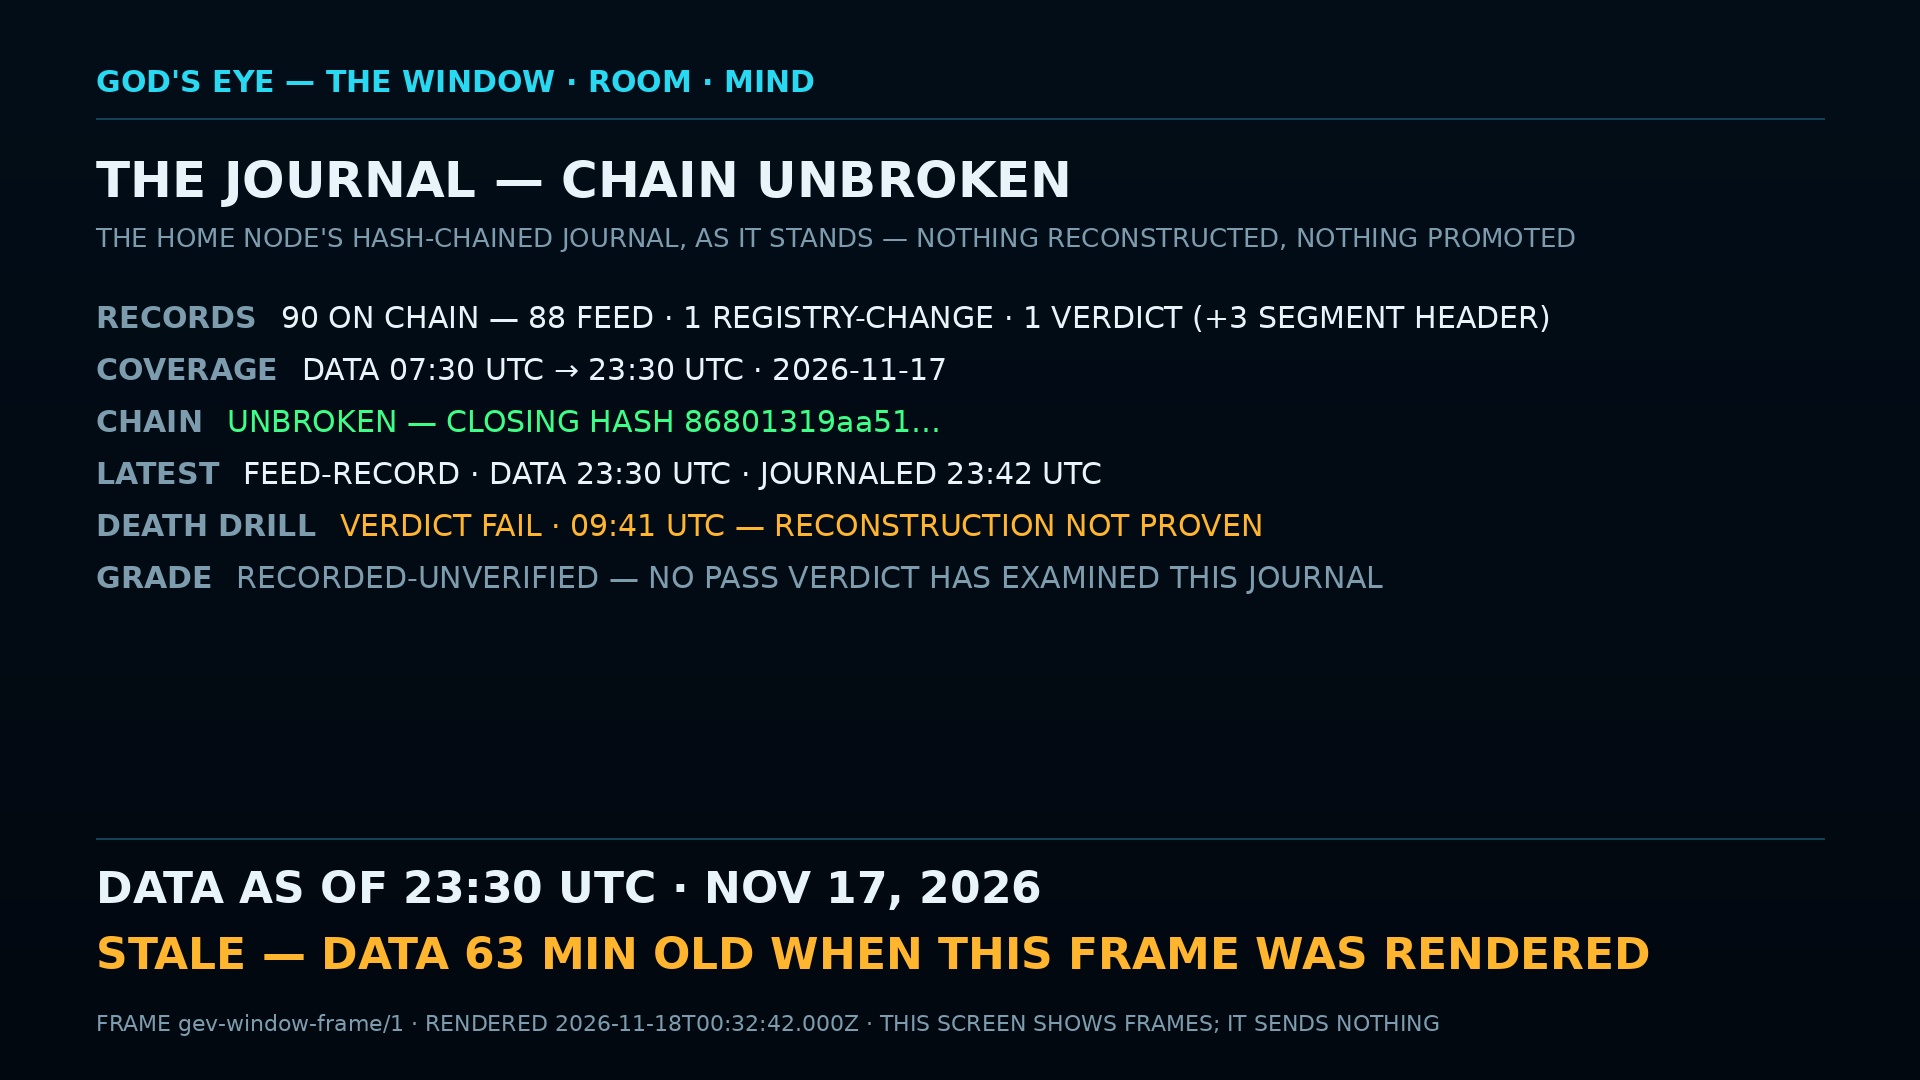 GOD'S EYE — THE WINDOW · ROOM · MIND
THE JOURNAL — CHAIN UNBROKEN
THE HOME NODE'S HASH-CHAINED JOURNAL, AS IT STANDS — NOTHING RECONSTRUCTED, NOTHING PROMOTED
RECORDS 90 ON CHAIN — 88 FEED · 1 REGISTRY-CHANGE · 1 VERDICT (+3 SEGMENT HEADER)
COVERAGE DATA 07:30 UTC → 23:30 UTC · 2026-11-17
CHAIN UNBROKEN — CLOSING HASH 86801319aa51…
LATEST FEED-RECORD · DATA 23:30 UTC · JOURNALED 23:42 UTC
DEATH DRILL VERDICT FAIL · 09:41 UTC — RECONSTRUCTION NOT PROVEN
GRADE RECORDED-UNVERIFIED — NO PASS VERDICT HAS EXAMINED THIS JOURNAL
DATA AS OF 23:30 UTC · NOV 17, 2026
STALE — DATA 63 MIN OLD WHEN THIS FRAME WAS RENDERED
FRAME gev-window-frame/1 · RENDERED 2026-11-18T00:32:42.000Z · THIS SCREEN SHOWS FRAMES; IT SENDS NOTHING